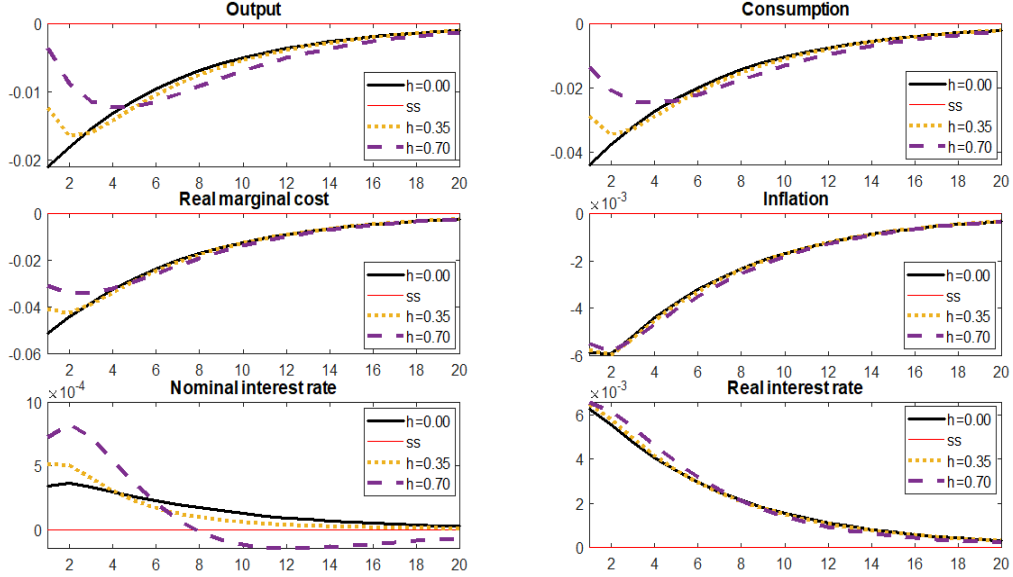 Output
0
-0.01
-0.02
2 4 6 8 10 12 14 16 18 20
h=0.00
ss
h=0.35
h=0.70
Consumption
0
-0.02
-0.04
2 4 6 8 10 12 14 16 18 20
h=0.00
ss
h=0.35
h=0.70
Real marginal cost
0
-0.02
-0.04
-0.06
2 4 6 8 10 12 14 16 18 20
h=0.00
ss
h=0.35
h=0.70
Inflation
×10-3
0
-2
-4
-6
2 4 6 8 10 12 14 16 18 20
h=0.00
ss
h=0.35
h=0.70
Nominal interest rate
×10-4
10
5
0
2 4 6 8 10 12 14 16 18 20
h=0.00
ss
h=0.35
h=0.70
Real interest rate
×10-3
6
4
2
0
2 4 6 8 10 12 14 16 18 20
h=0.00
ss
h=0.35
h=0.70